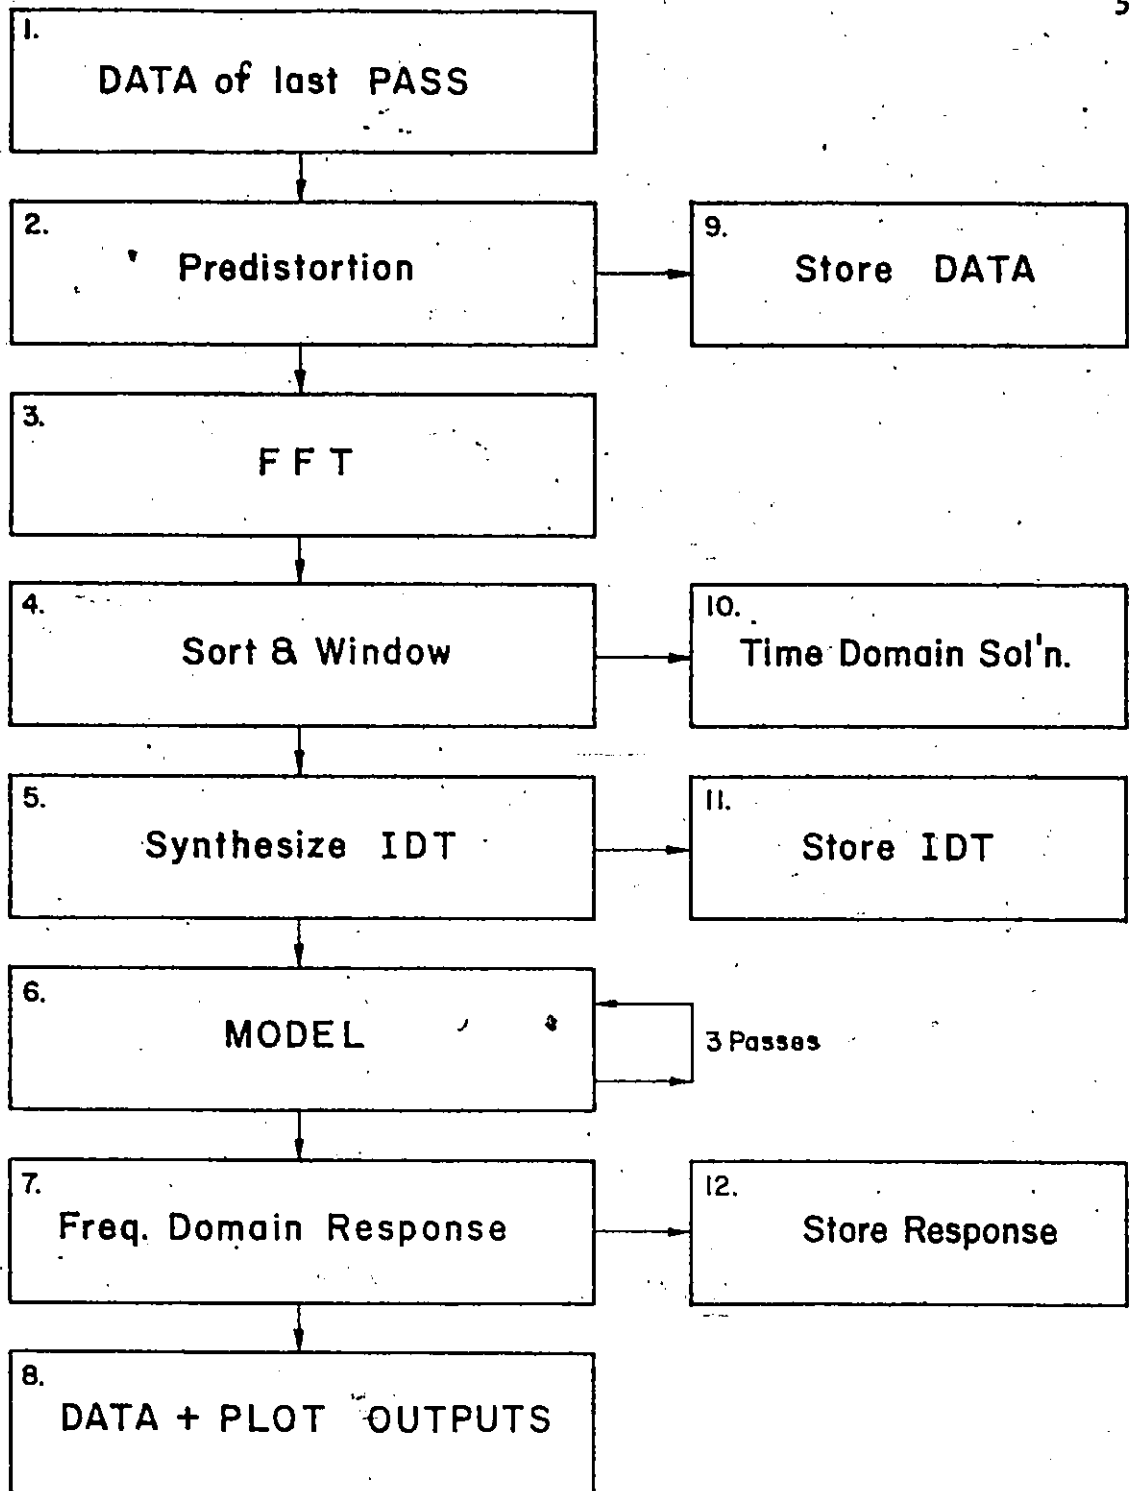 5
1.
DATA of last PASS
2.
Predistortion
9.
Store DATA
3.
FFT
4.
Sort & Window
10.
Time Domain Sol'n.
5.
Synthesize IDT
11.
Store IDT
6.
MODEL
3 Passes
7.
Freq. Domain Response
12.
Store Response
8.
DATA + PLOT OUTPUTS